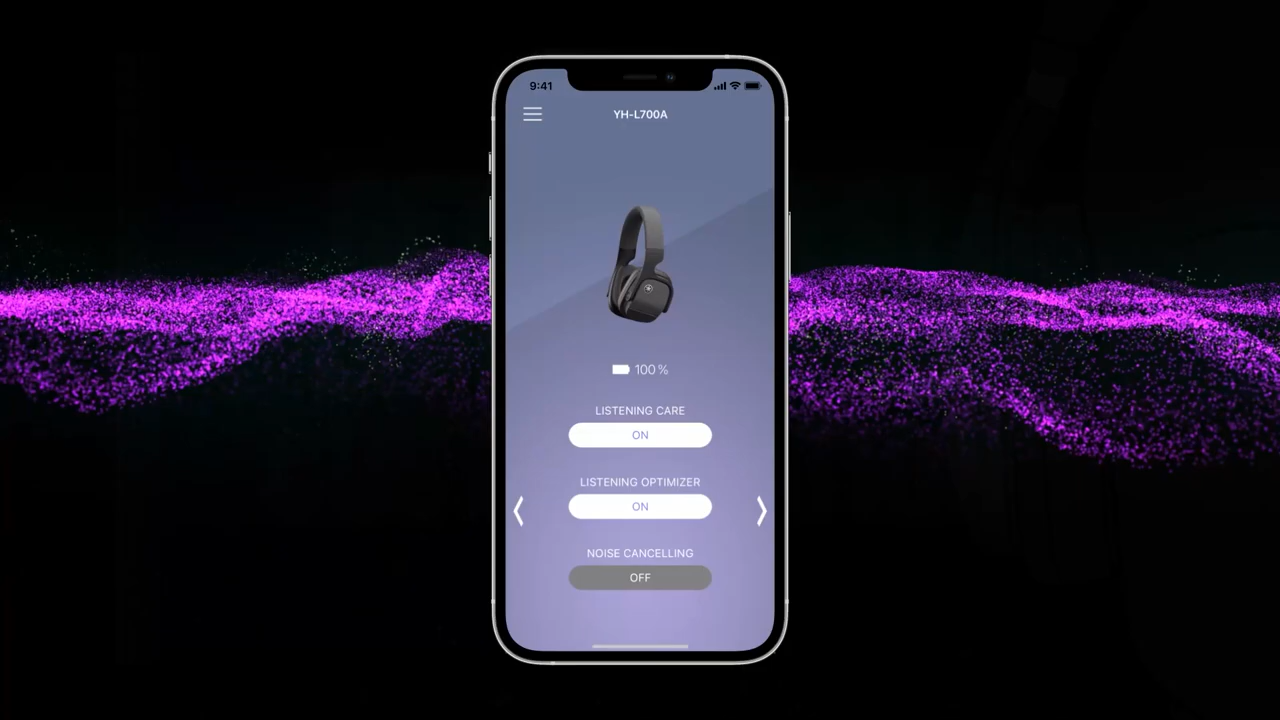 9:41
YH-L700A
100 %
LISTENING CARE
ON
LISTENING OPTIMIZER
ON
NOISE CANCELLING
OFF